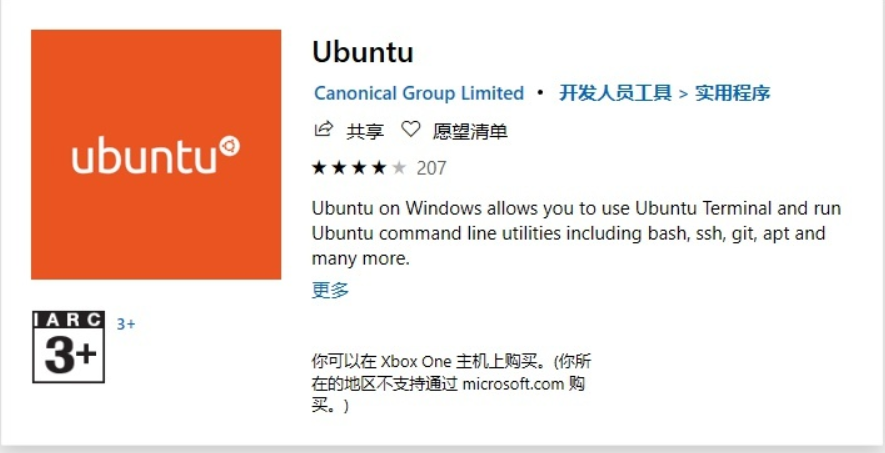 Ubuntu
Canonical Group Limited • 开发人员工具 > 实用程序
共享 愿望清单
ubuntu
207
Ubuntu on Windows allows you to use Ubuntu Terminal and run
Ubuntu command line utilities including bash, ssh, git, apt and
many more.
更多
IARC
3+
3+
你可以在 Xbox One 主机上购买。(你所
在的地区不支持通过 microsoft.com 购
买。)